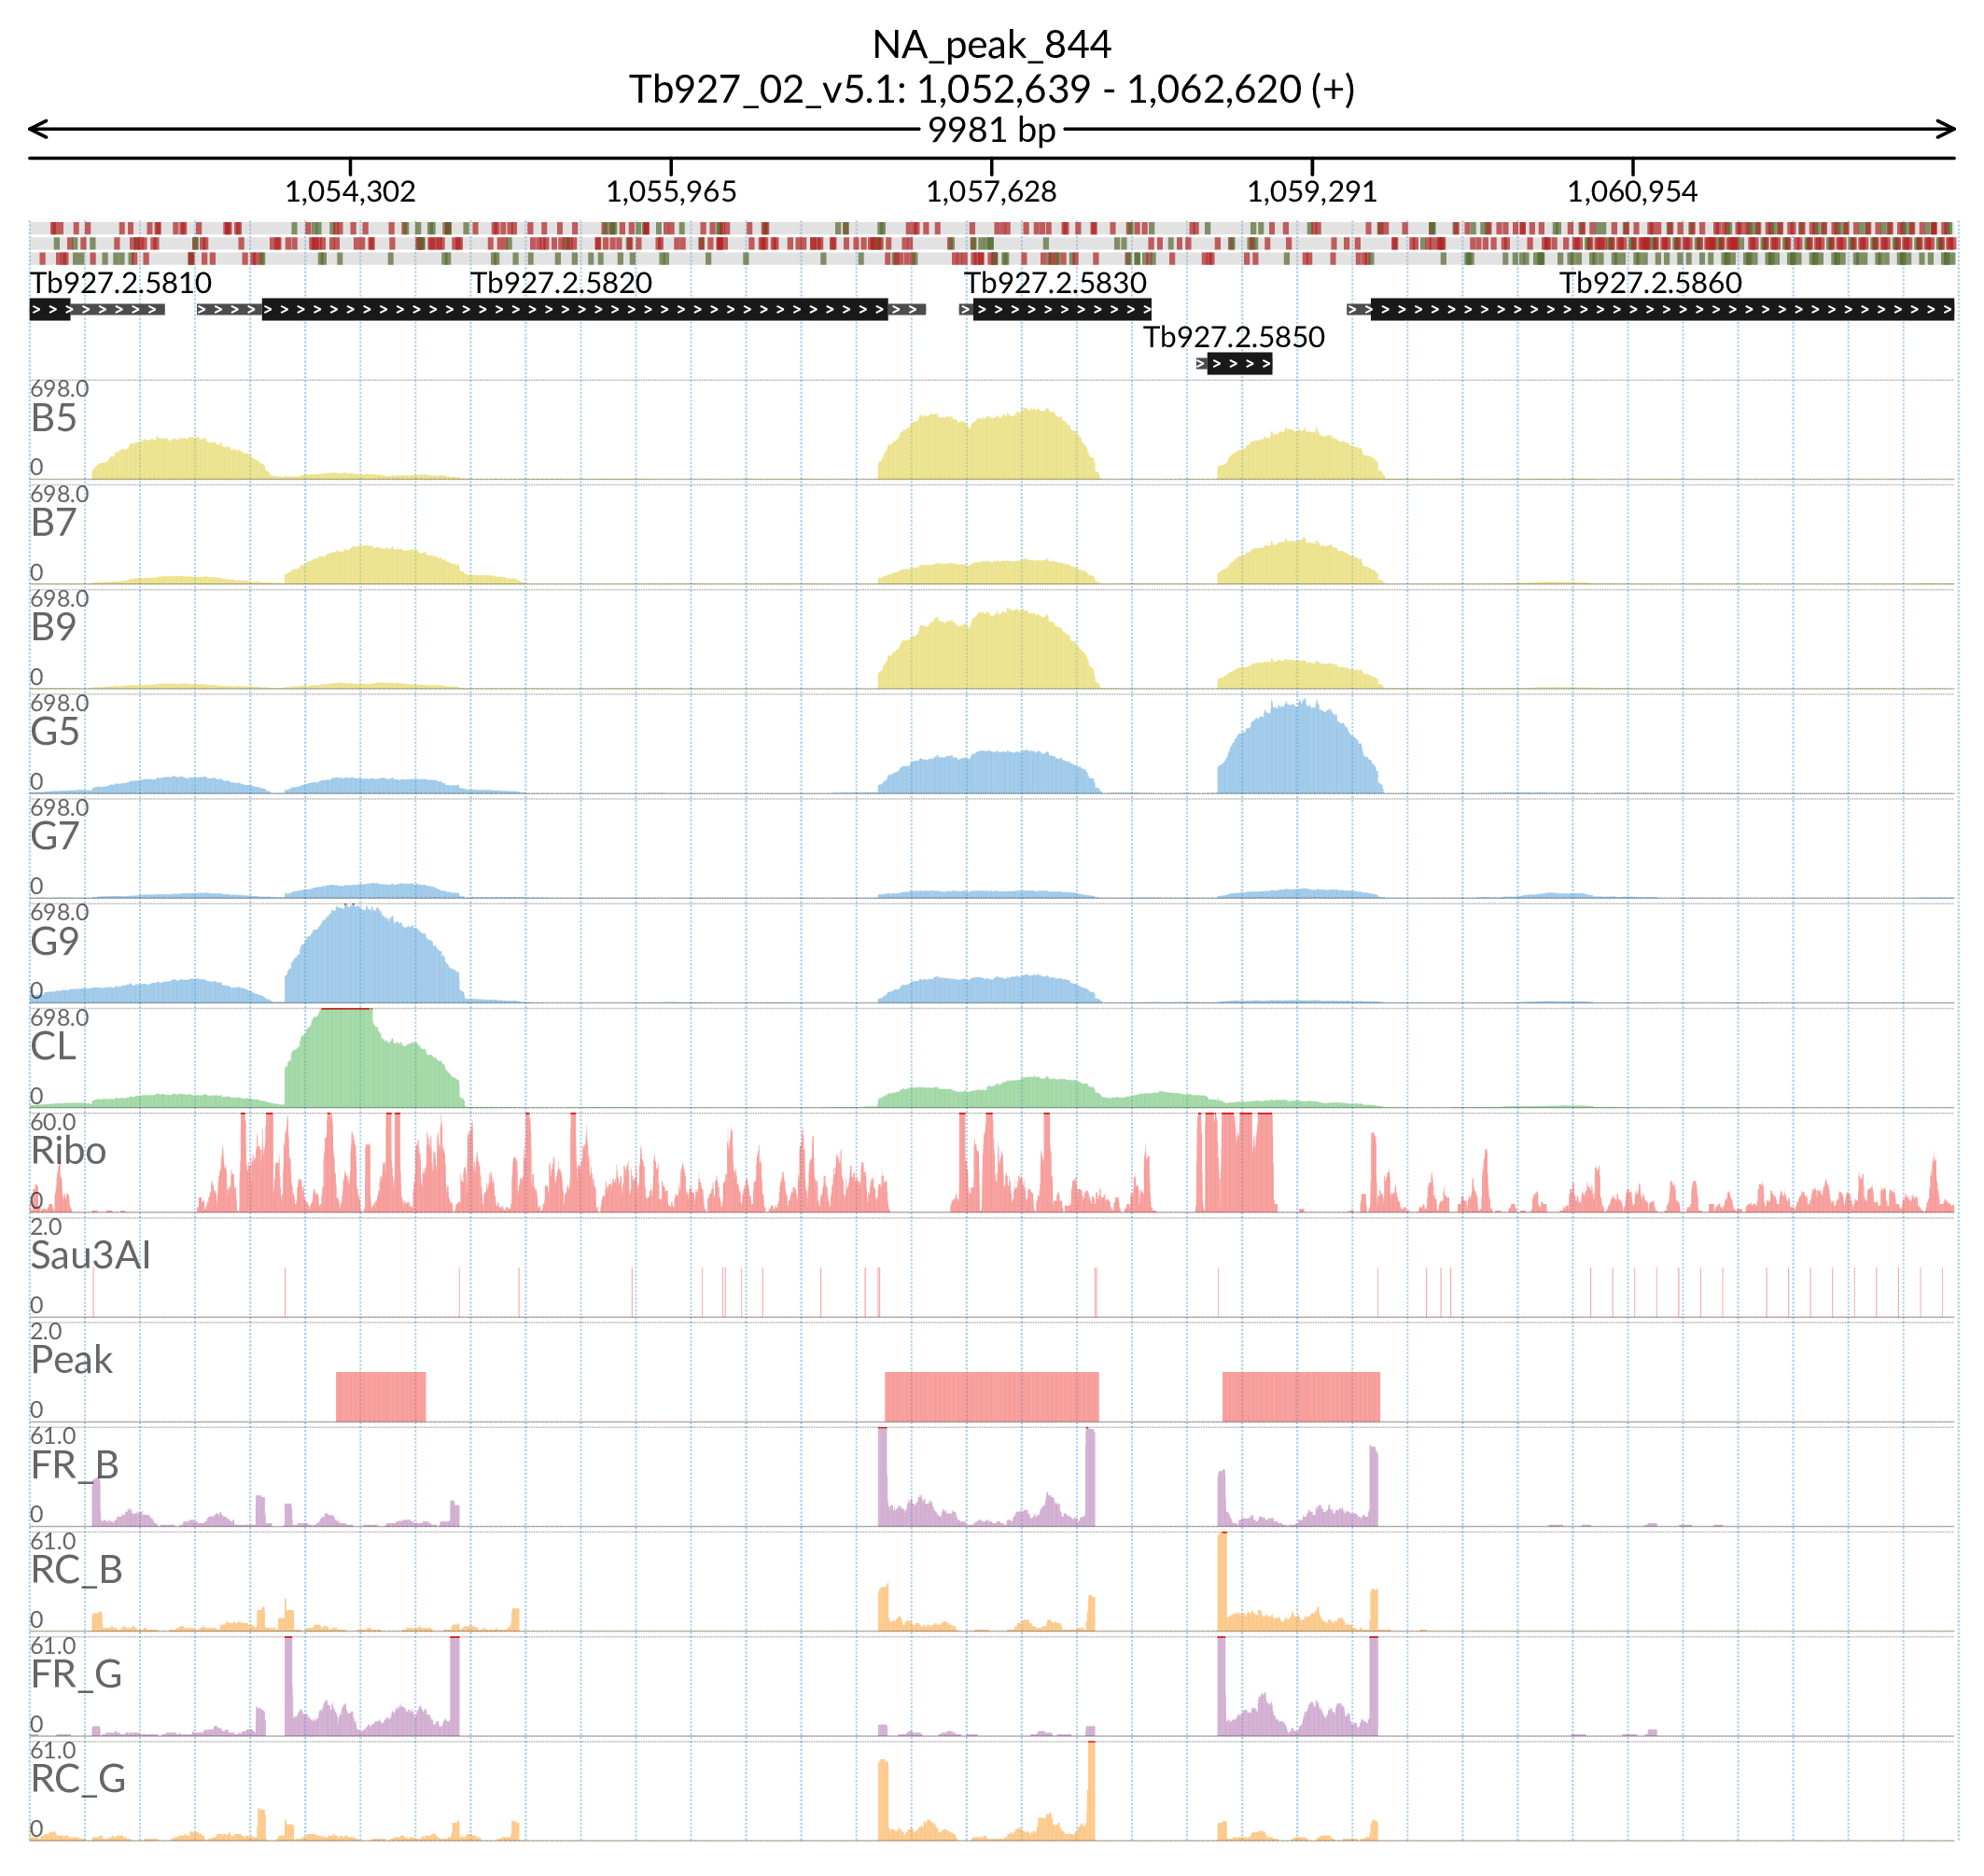 NA_peak_844
Tb927_02_v5.1: 1,052,639 - 1,062,620 (+)
9981 bp
1,054,302 1,055,965 1,057,628 1,059,291 1,060,954
Tb927.2.5810 Tb927.2.5820 Tb927.2.5830 Tb927.2.5860
Tb927.2.5850
698.0
B5
0
698.0
B7
0
698.0
B9
0
698.0
G5
0
698.0
G7
0
698.0
G9
0
698.0
CL
0
60.0
Ribo
0
2.0
Sau3AI
0
2.0
Peak
0
61.0
FR_B
0
61.0
RC_B
0
61.0
FR_G
0
61.0
RC_G
0